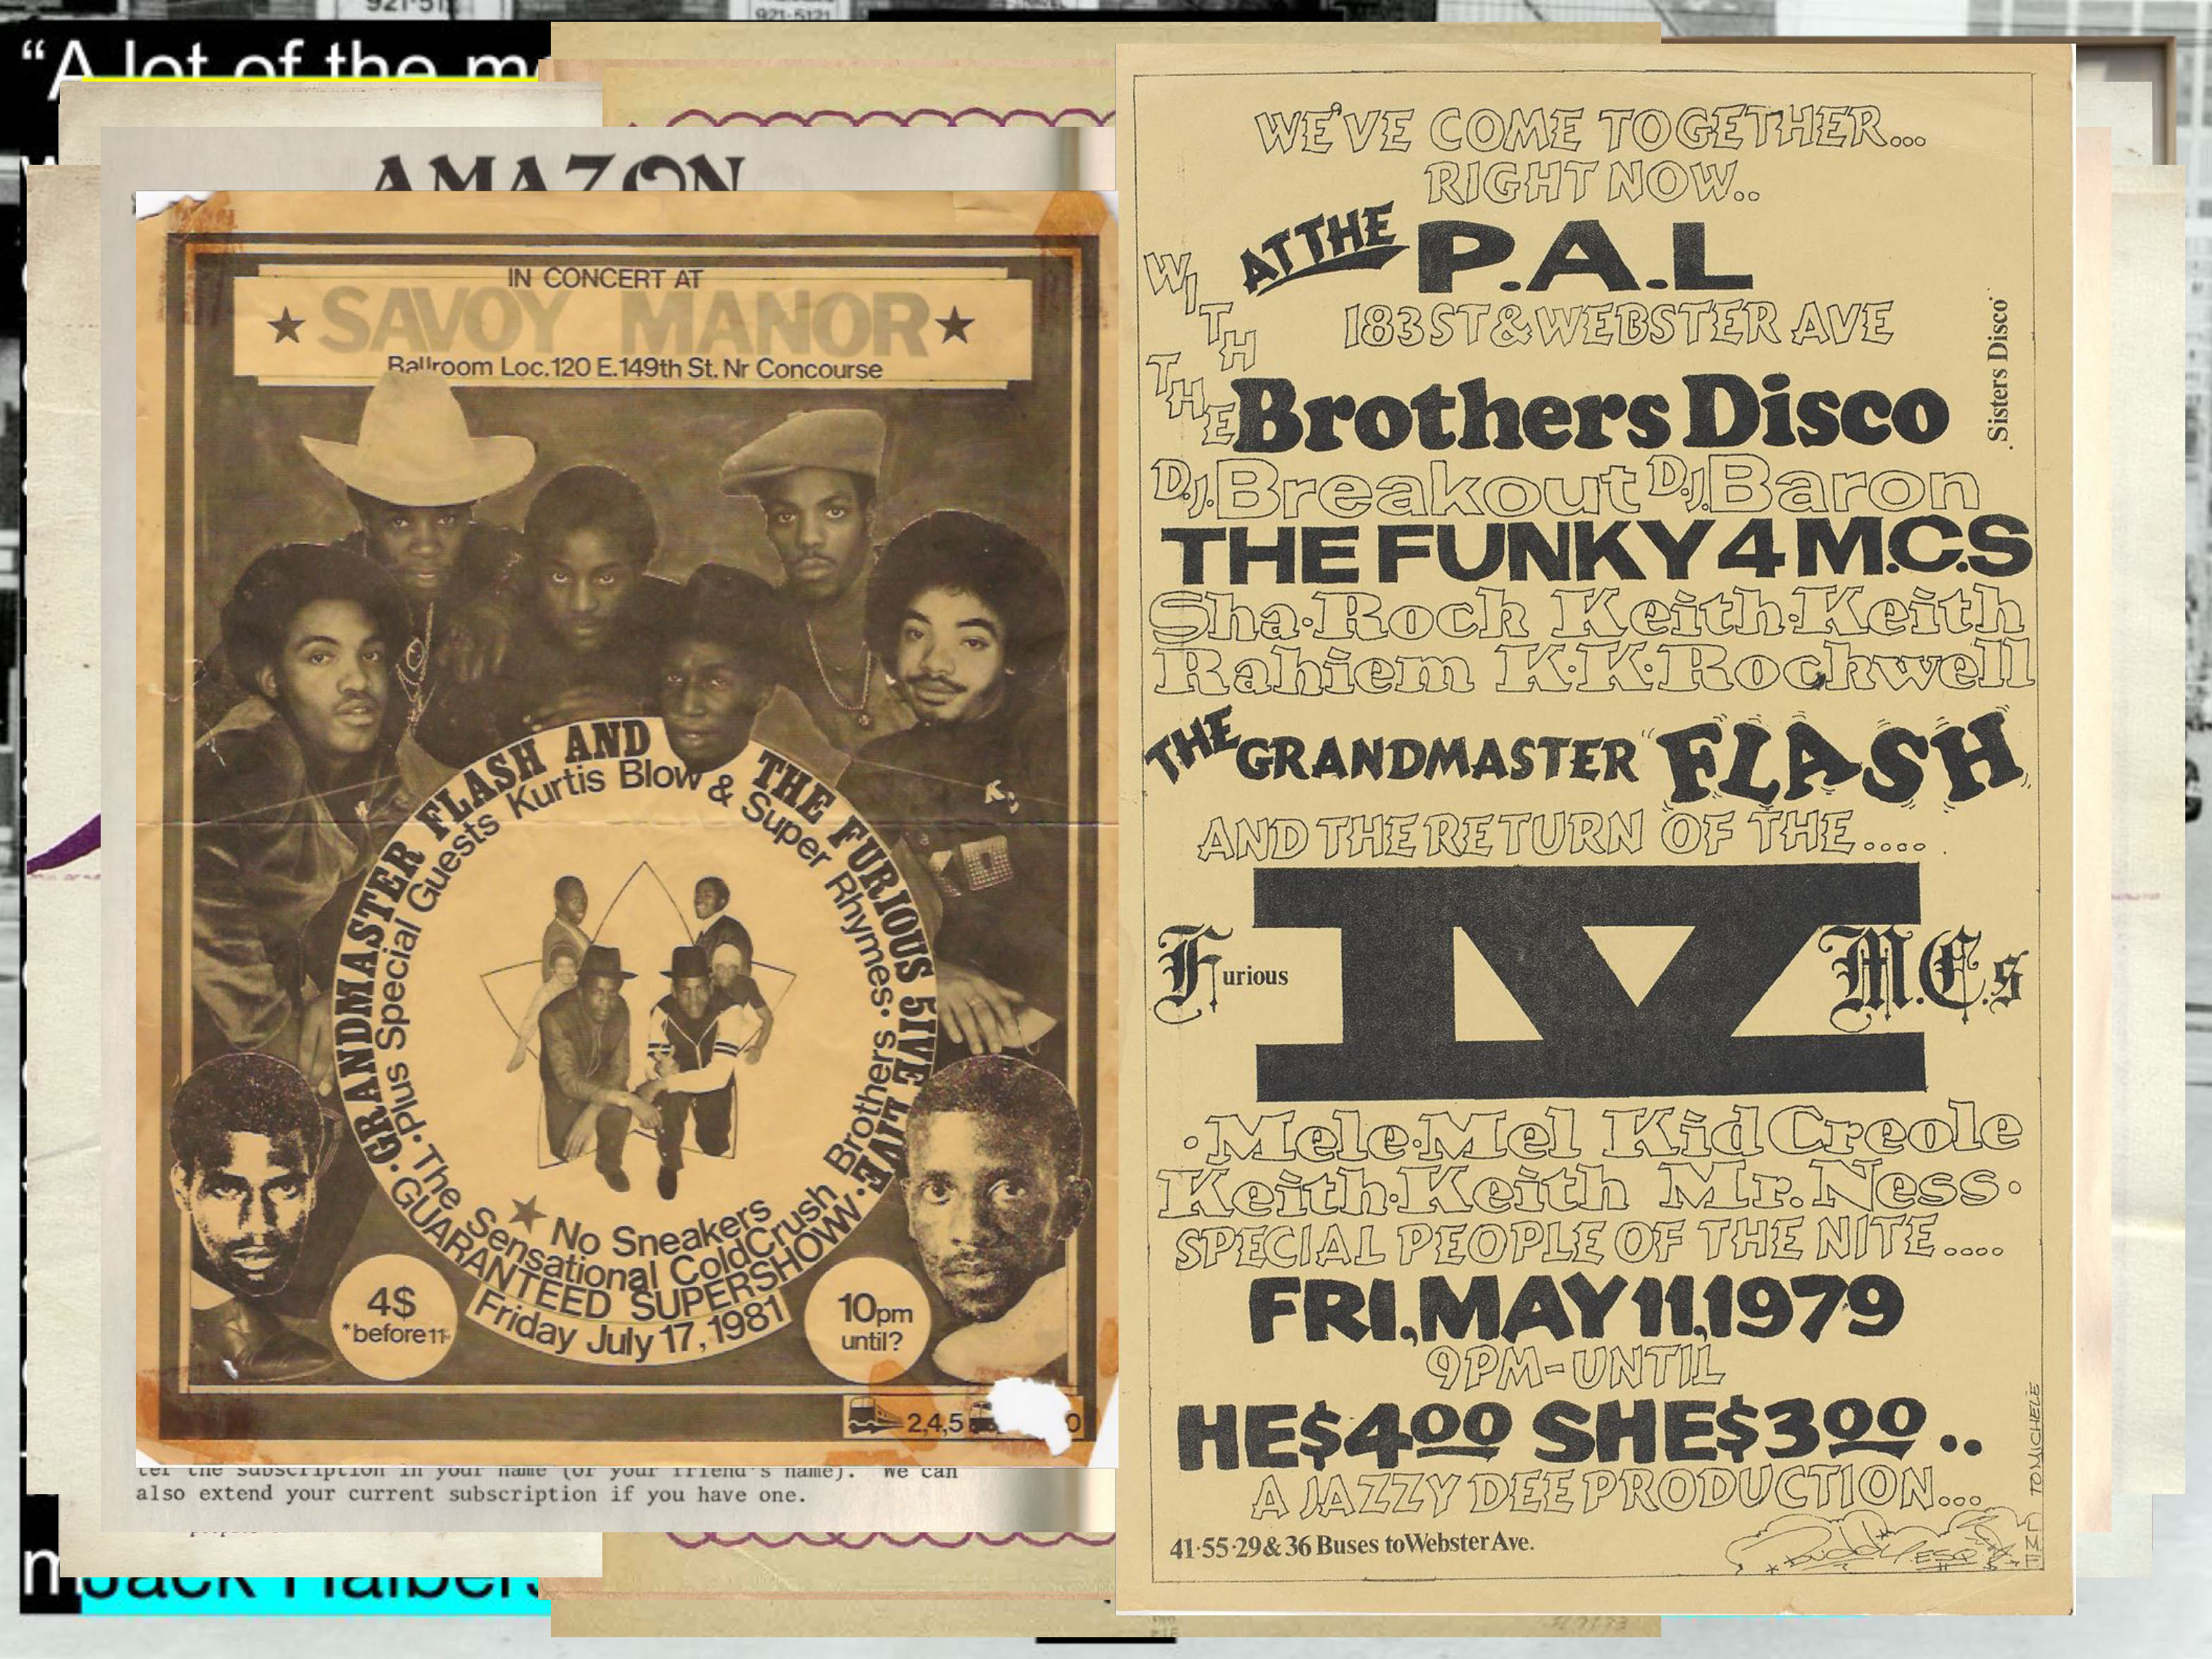 921-51
921-5121
“A lot of the m
AMAZON
IN CONCERT AT
★ SAVOY MANOR ★
Ballroom Loc.120 E.149th St. Nr Concourse
·GRANDMASTER FLASH AND THE FURIOUS 5IVE LIVE·
·Plus Special Guests Kurtis Blow & Super Rhymes·
·The Sensational ColdCrush Brothers
GUARANTEED SUPERSHOWW
★ No Sneakers
Friday July 17, 1981
4$
*before 11
10pm
until?
2,4,5
ter the subscription in your name (or your friend's name). We can
also extend your current subscription if you have one.
Jack Halbers
WE'VE COME TOGETHER...
RIGHT NOW..
AT THE P.A.L
183 ST & WEBSTER AVE
WITH THE Brothers Disco
Sisters Disco
D.J. Breakout D.J. Baron
THE FUNKY 4 M.C.S
Sha·Rock Keith·Keith
Rahiem K·K·Rockwell
THE GRANDMASTER "FLASH
AND THE RETURN OF THE....
Furious IV M.C.s
·Mele·Mel Kid Creole
Keith·Keith Mr. Ness·
SPECIAL PEOPLE OF THE NITE....
FRI., MAY 11, 1979
9PM-UNTIL
HE$4.00 SHE$3.00..
A JAZZY DEE PRODUCTION...
41·55·29 & 36 Buses to Webster Ave.